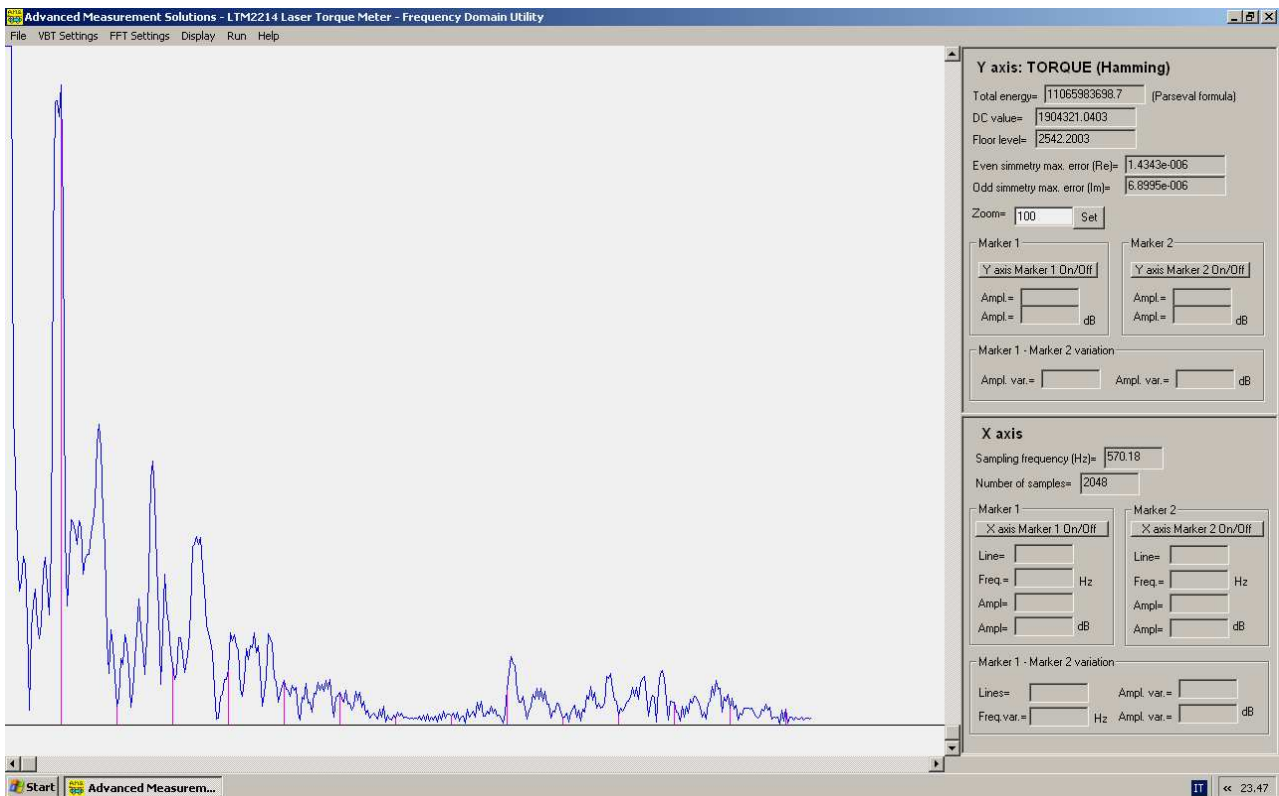 Advanced Measurement Solutions - LTM2214 Laser Torque Meter - Frequency Domain Utility
File VBT Settings FFT Settings Display Run Help
Y axis: TORQUE (Hamming)
Total energy= 11065983698.7 (Parseval formula)
DC value= 1904321.0403
Floor level= 2542.2003
Even simmetry max. error (Re)= 1.4343e-006
Odd simmetry max. error (Im)= 6.8995e-006
Zoom= 100 Set
Marker 1 Marker 2
Y axis Marker 1 On/Off Y axis Marker 2 On/Off
Ampl.= Ampl.=
Ampl.= dB Ampl.= dB
Marker 1 - Marker 2 variation
Ampl. var.= Ampl. var.= dB
X axis
Sampling frequency (Hz)= 570.18
Number of samples= 2048
Marker 1 Marker 2
X axis Marker 1 On/Off X axis Marker 2 On/Off
Line= Line=
Freq.= Hz Freq.= Hz
Ampl= Ampl=
Ampl= dB Ampl= dB
Marker 1 - Marker 2 variation
Lines= Ampl. var.=
Freq.var.= Hz Ampl. var.= dB
Start AMS Advanced Measurem... IT « 23.47